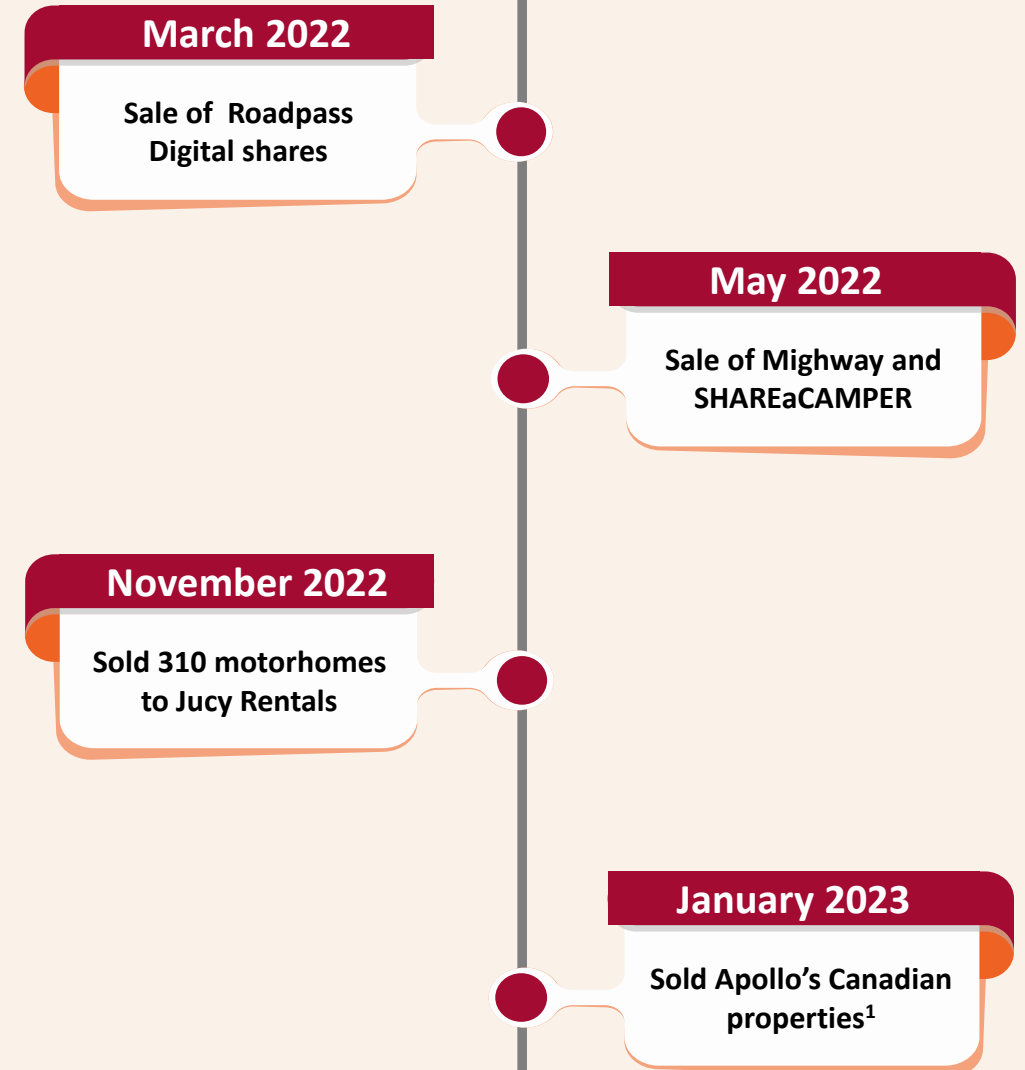 March 2022
Sale of Roadpass
Digital shares
May 2022
Sale of Mighway and
SHAREaCAMPER
November 2022
Sold 310 motorhomes
to Jucy Rentals
January 2023
Sold Apollo's Canadian
properties¹